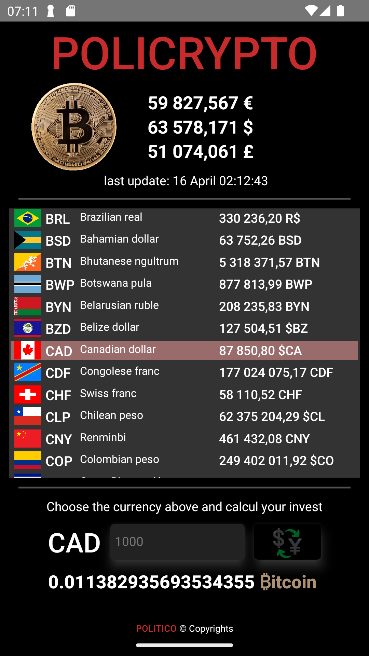 07:11
POLICRYPTO
59 827,567 €
63 578,171 $
51 074,061 £
last update: 16 April 02:12:43
BRL Brazilian real 330 236,20 R$
BSD Bahamian dollar 63 752,26 BSD
BTN Bhutanese ngultrum 5 318 371,57 BTN
BWP Botswana pula 877 813,99 BWP
BYN Belarusian ruble 208 235,83 BYN
BZD Belize dollar 127 504,51 $BZ
CAD Canadian dollar 87 850,80 $CA
CDF Congolese franc 177 024 075,17 CDF
CHF Swiss franc 58 110,52 CHF
CLP Chilean peso 62 375 204,29 $CL
CNY Renminbi 461 432,08 CNY
COP Colombian peso 249 402 011,92 $CO
Choose the currency above and calcul your invest
CAD 1000
0.011382935693534355 ₿itcoin
POLITICO © Copyrights